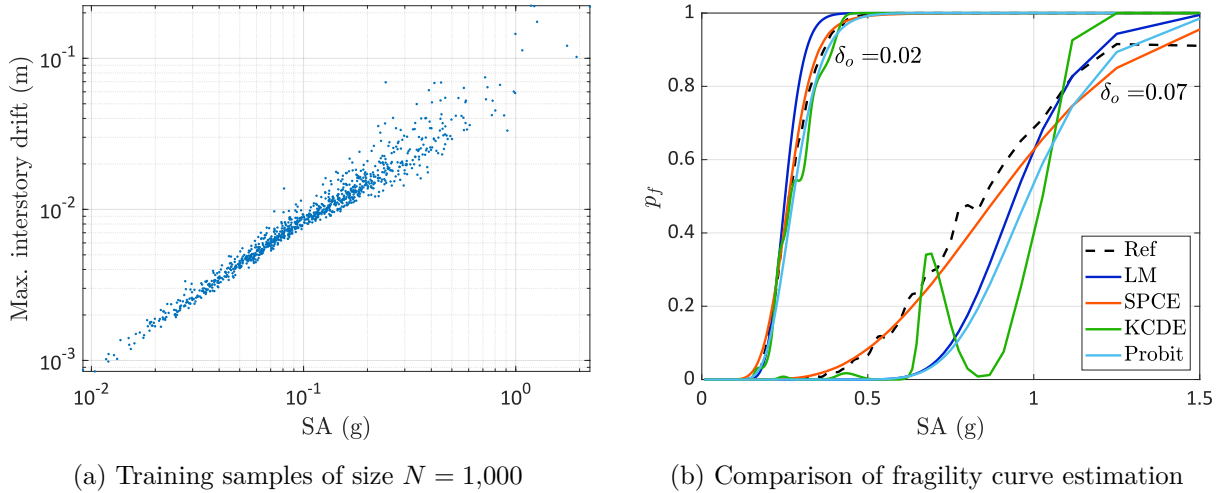 Max. interstory drift (m)
10⁻¹
10⁻²
10⁻³
10⁻²
10⁻¹
10⁰
SA (g)
(a) Training samples of size N = 1,000
p_f
1
0.8
0.6
0.4
0.2
0
δₒ =0.02
δₒ =0.07
Ref
LM
SPCE
KCDE
Probit
0
0.5
1
1.5
SA (g)
(b) Comparison of fragility curve estimation